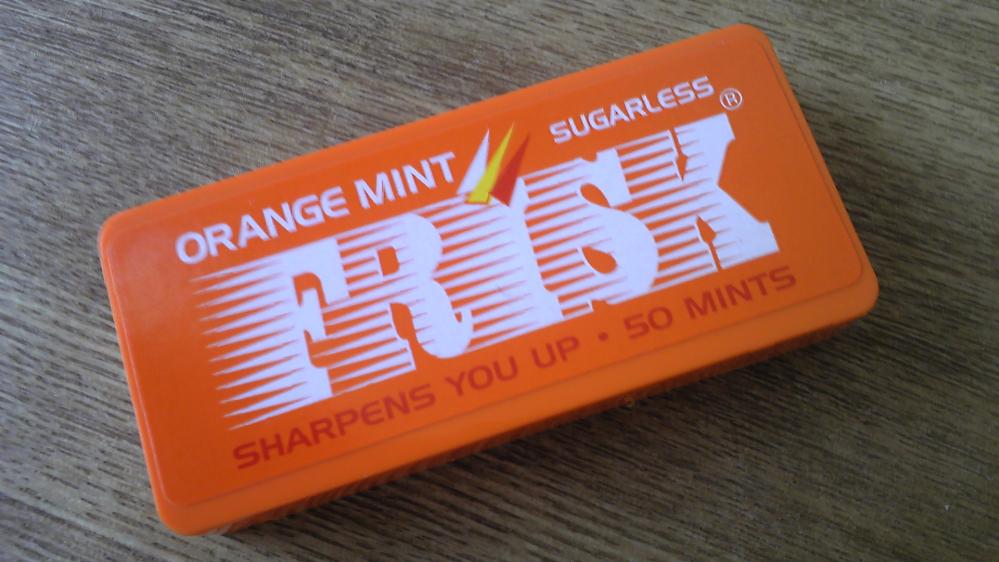 ORANGE MINT SUGARLESS
FRISK®
SHARPENS YOU UP • 50 MINTS